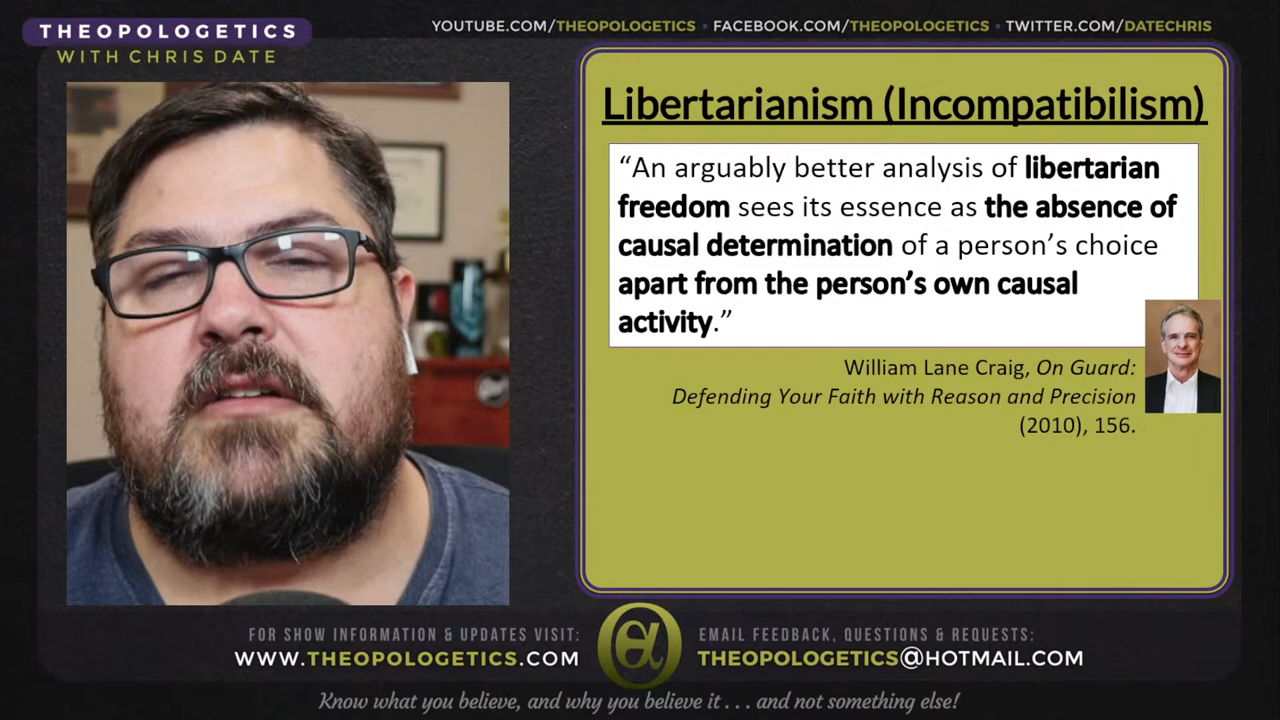 THEOPOLOGETICS
WITH CHRIS DATE
YOUTUBE.COM/THEOPOLOGETICS • FACEBOOK.COM/THEOPOLOGETICS • TWITTER.COM/DATECHRIS
Libertarianism (Incompatibilism)
“An arguably better analysis of libertarian
freedom sees its essence as the absence of
causal determination of a person’s choice
apart from the person’s own causal
activity.”
William Lane Craig, On Guard:
Defending Your Faith with Reason and Precision
(2010), 156.
FOR SHOW INFORMATION & UPDATES VISIT:
WWW.THEOPOLOGETICS.COM
EMAIL FEEDBACK, QUESTIONS & REQUESTS:
THEOPOLOGETICS@HOTMAIL.COM
Know what you believe, and why you believe it . . . and not something else!